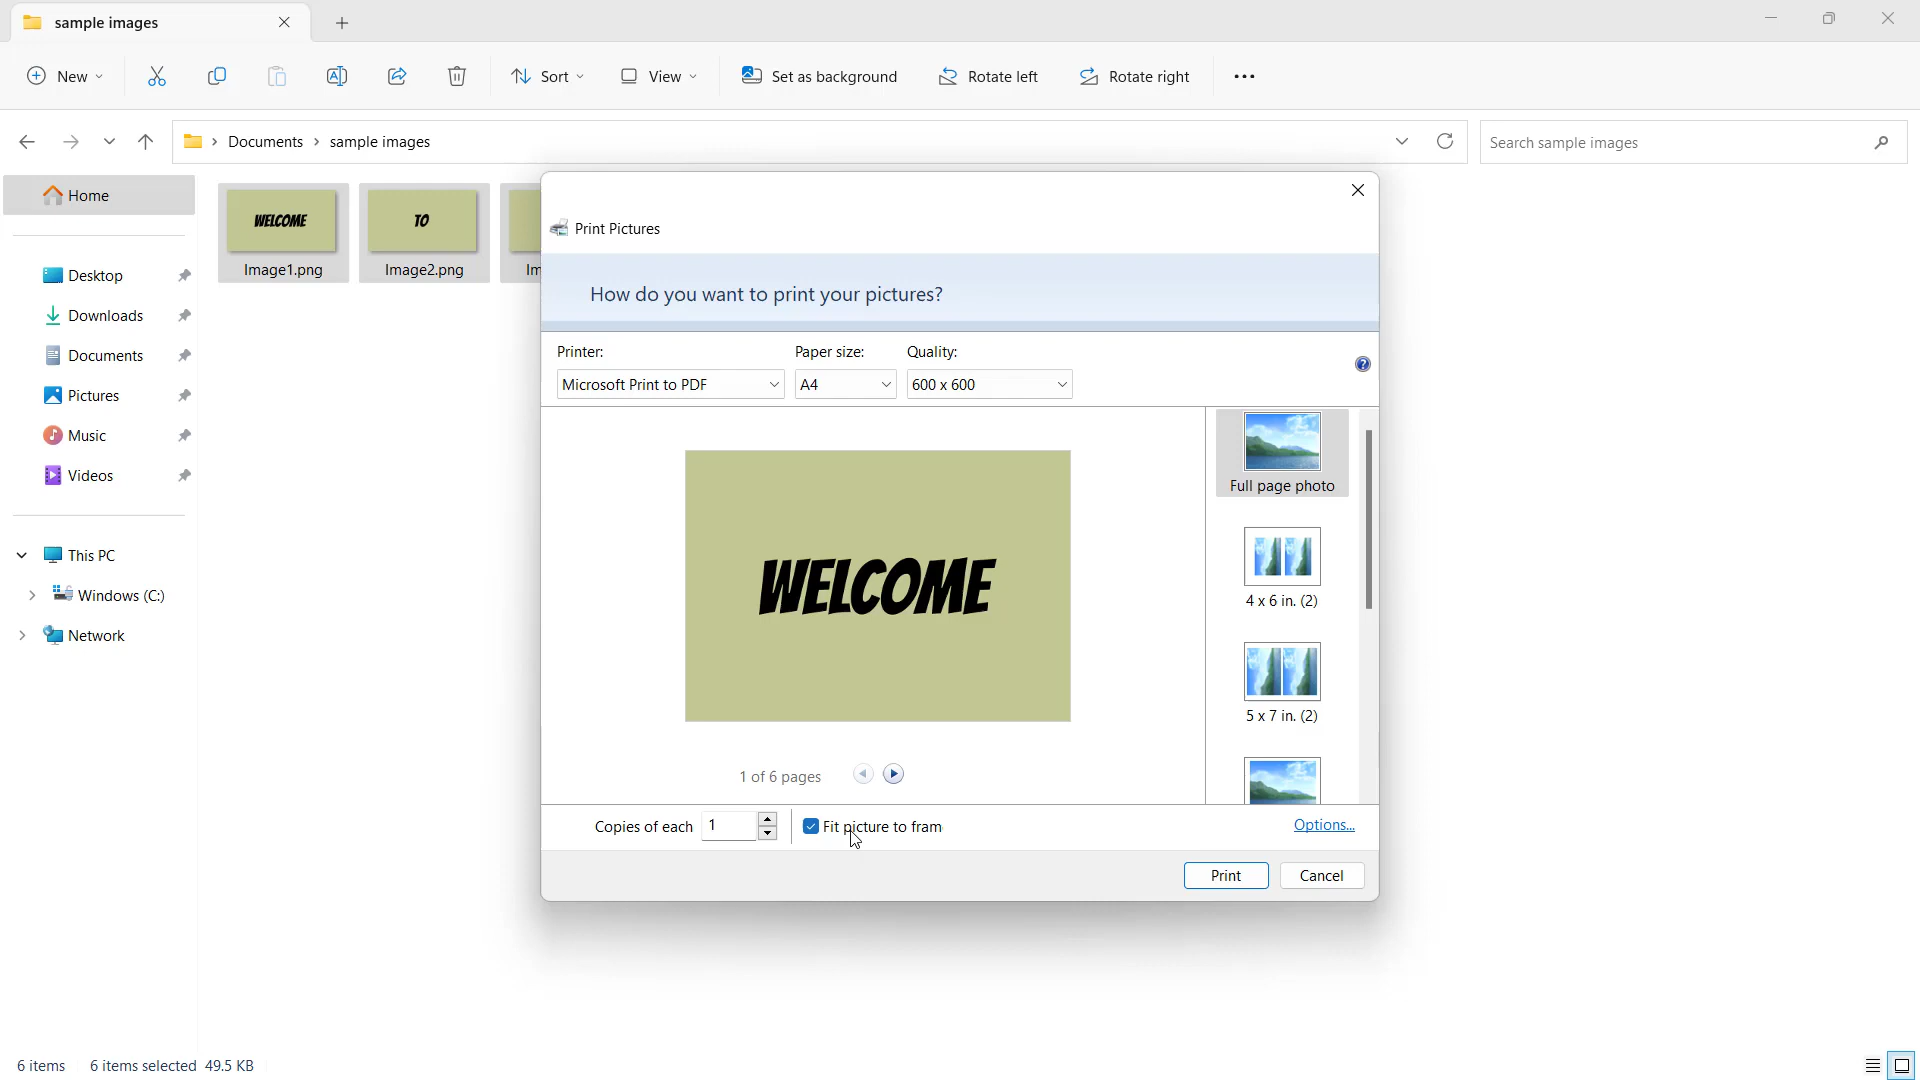 sample images
New
Sort
View
Set as background
Rotate left
Rotate right
Documents
sample images
Search sample images
Home
Desktop
Downloads
Documents
Pictures
Music
Videos
This PC
Windows (C:)
Network
WELCOME
Image1.png
TO
Image2.png
Im
Print Pictures
How do you want to print your pictures?
Printer:
Paper size:
Quality:
Microsoft Print to PDF
A4
600 x 600
WELCOME
1 of 6 pages
Full page photo
4 x 6 in. (2)
5 x 7 in. (2)
Copies of each
1
Fit picture to fram
Options...
Print
Cancel
6 items
6 items selected
49.5 KB